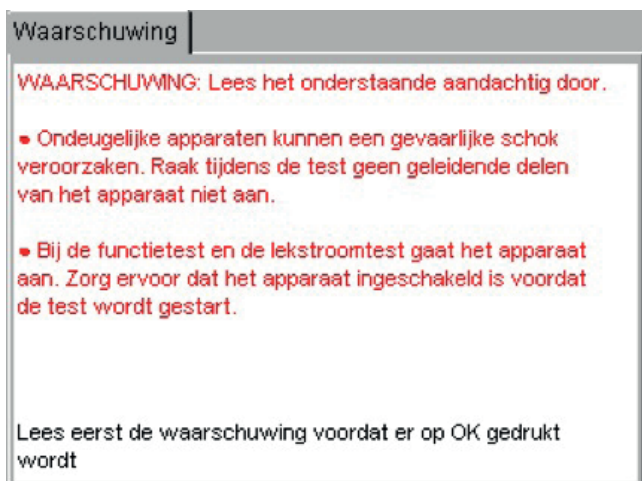 Waarschuwing
WAARSCHUWING: Lees het onderstaande aandachtig door.
• Ondeugelijke apparaten kunnen een gevaarlijke schok
veroorzaken. Raak tijdens de test geen geleidende delen
van het apparaat niet aan.
• Bij de functietest en de lekstroomtest gaat het apparaat
aan. Zorg ervoor dat het apparaat ingeschakeld is voordat
de test wordt gestart.
Lees eerst de waarschuwing voordat er op OK gedrukt
wordt